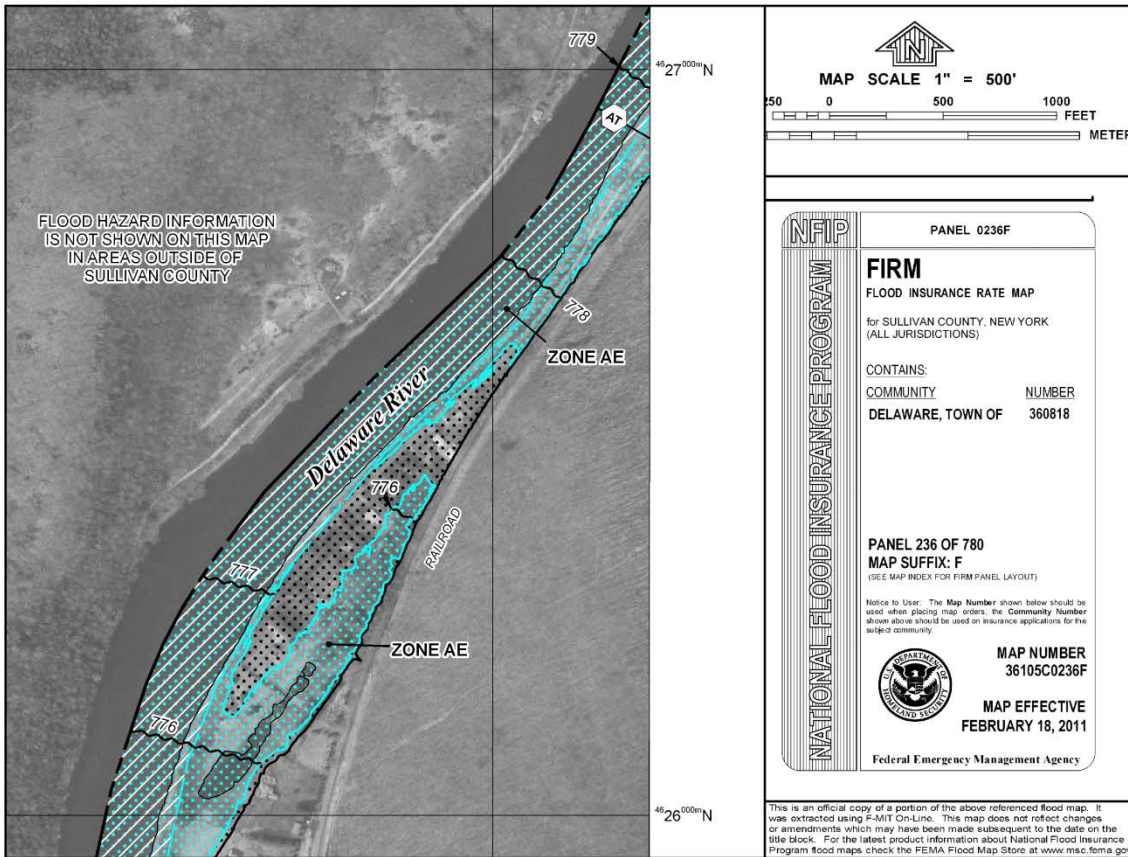 779
4627000mN
AT
FLOOD HAZARD INFORMATION
IS NOT SHOWN ON THIS MAP
IN AREAS OUTSIDE OF
SULLIVAN COUNTY
778
ZONE AE
Delaware River
776
RAILROAD
777
ZONE AE
776
4626000mN
N
MAP SCALE 1" = 500'
250 0 500 1000
FEET
METER
NFIP
NATIONAL FLOOD INSURANCE PROGRAM
PANEL 0236F
FIRM
FLOOD INSURANCE RATE MAP
for SULLIVAN COUNTY, NEW YORK
(ALL JURISDICTIONS)
CONTAINS:
COMMUNITY NUMBER
DELAWARE, TOWN OF 360818
PANEL 236 OF 780
MAP SUFFIX: F
(SEE MAP INDEX FOR FIRM PANEL LAYOUT)
Notice to User: The Map Number shown below should be
used when placing map orders; the Community Number
shown above should be used on insurance applications for the
subject community.
U.S. DEPARTMENT OF
HOMELAND SECURITY
MAP NUMBER
36105C0236F
MAP EFFECTIVE
FEBRUARY 18, 2011
Federal Emergency Management Agency
This is an official copy of a portion of the above referenced flood map. It
was extracted using F-MIT On-Line. This map does not reflect changes
or amendments which may have been made subsequent to the date on the
title block. For the latest product information about National Flood Insurance
Program flood maps check the FEMA Flood Map Store at www.msc.fema.gov